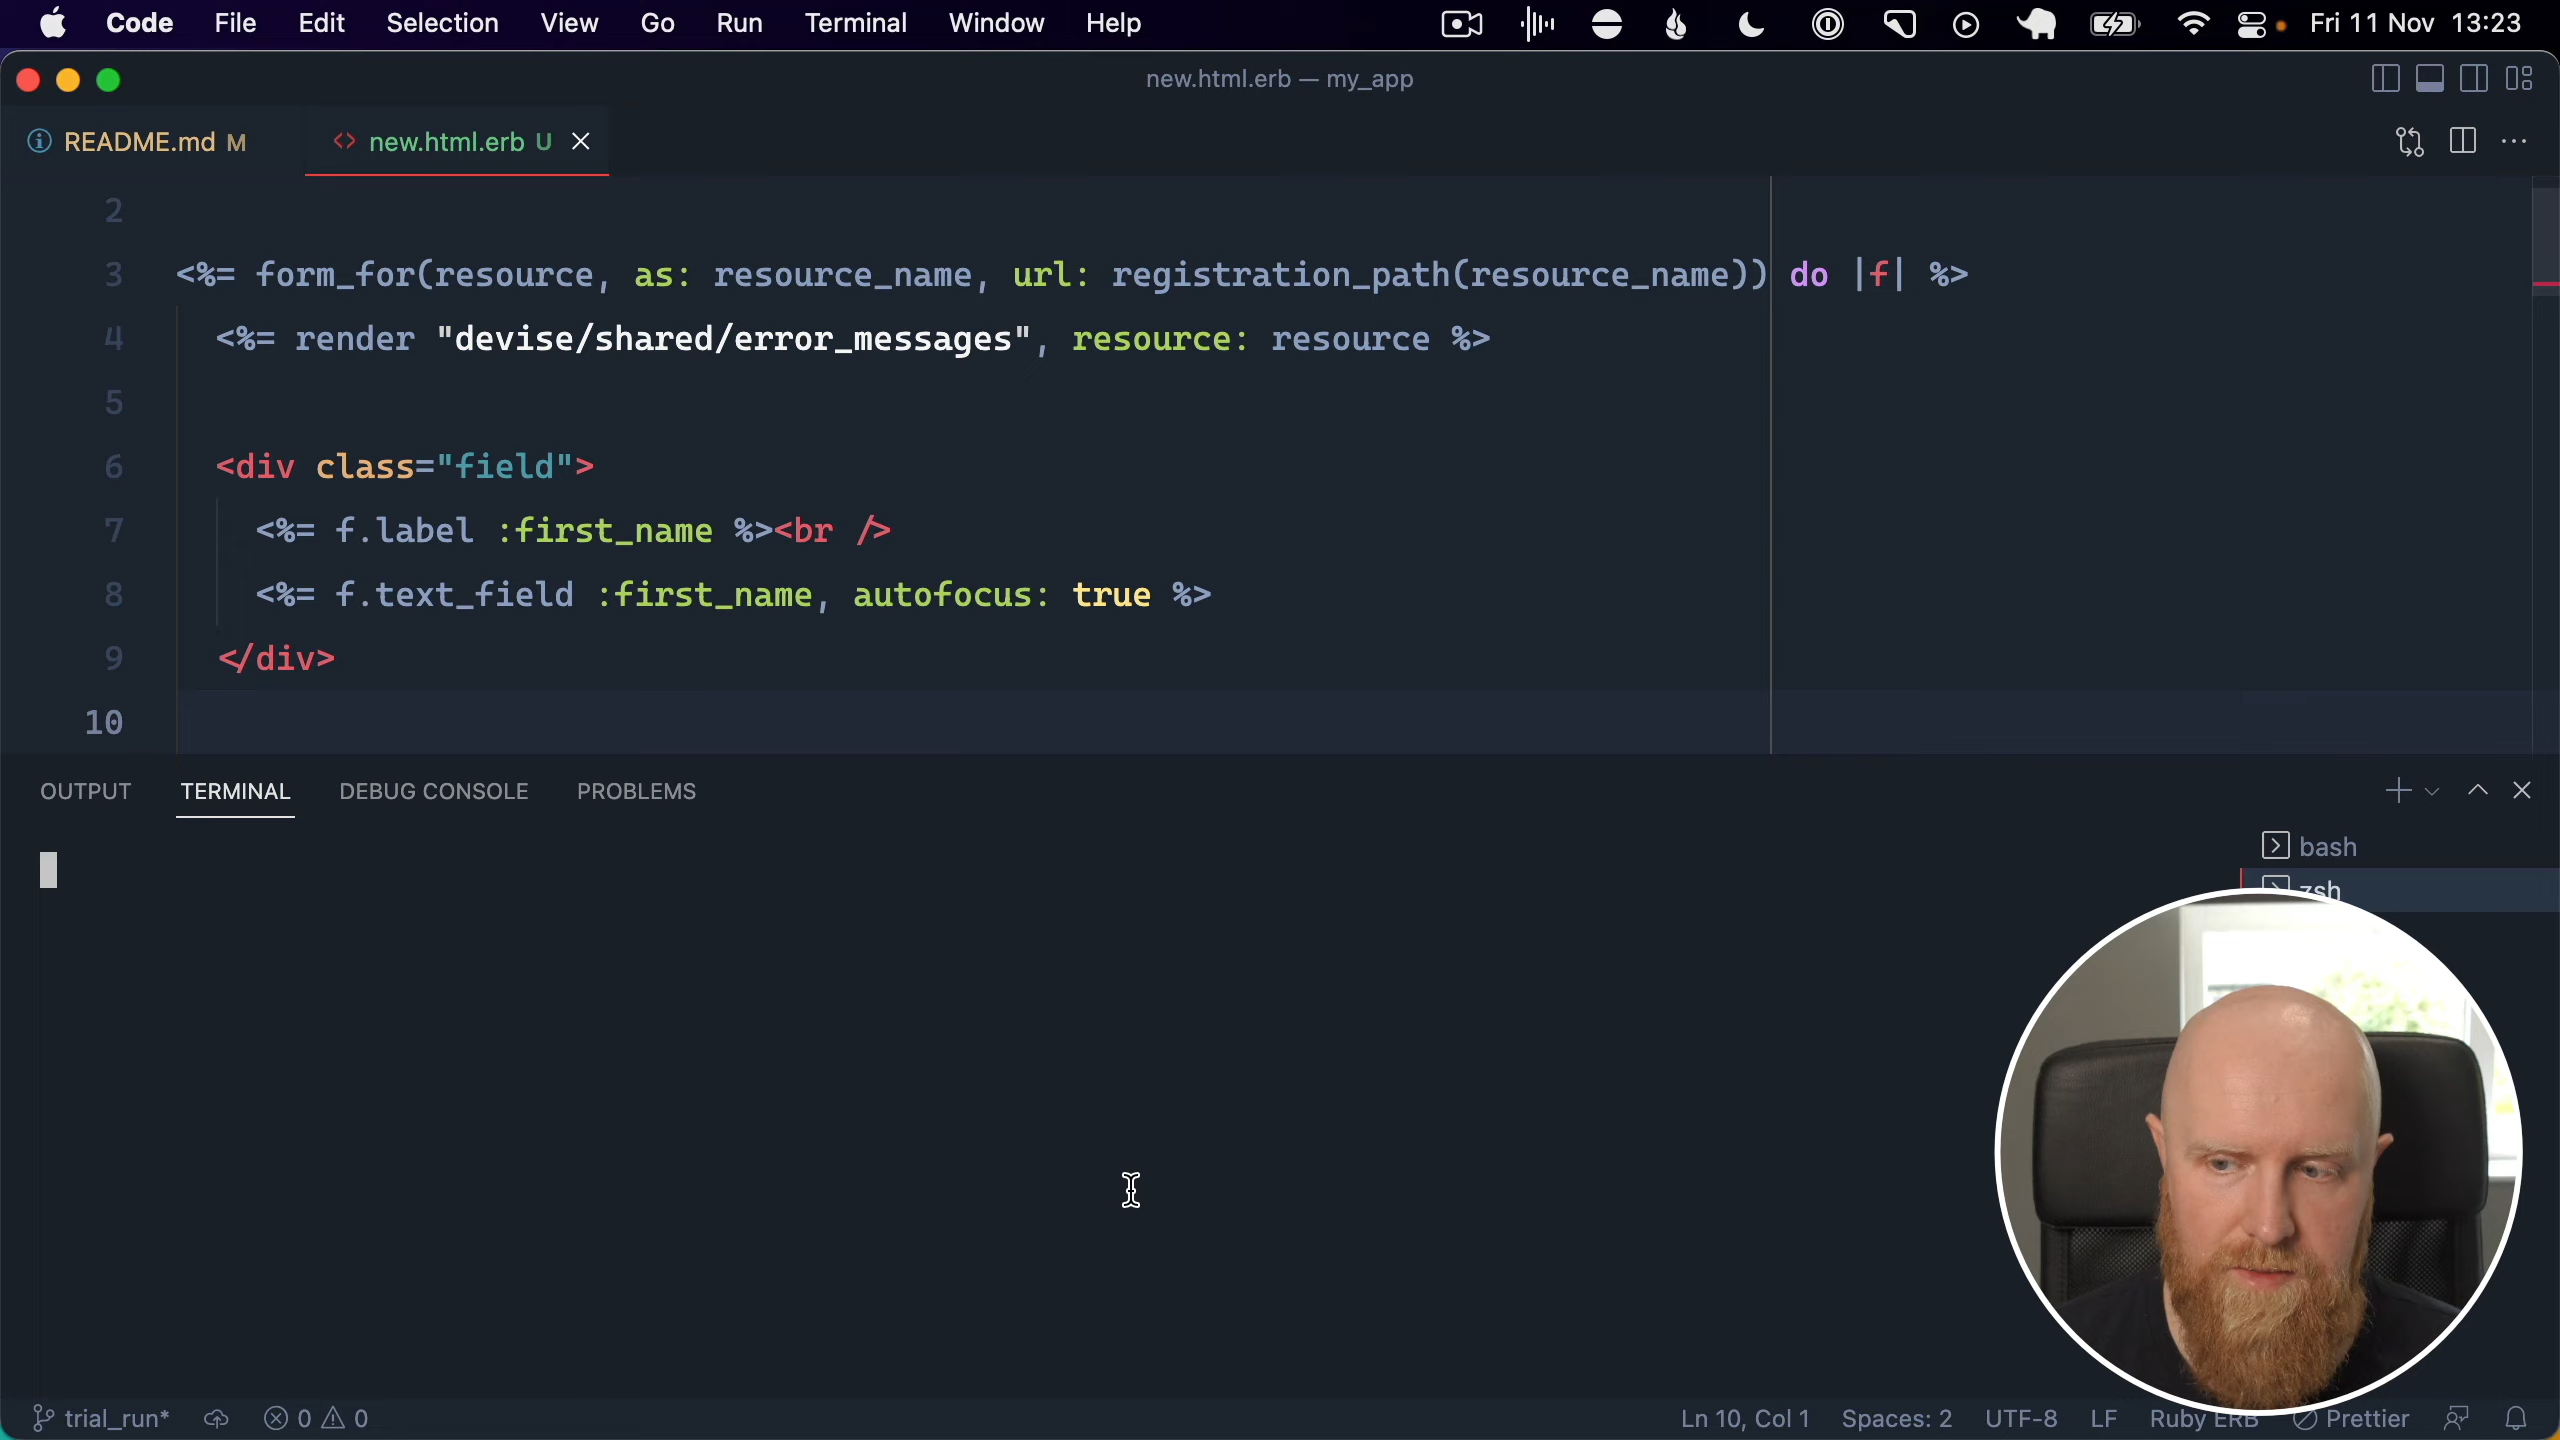 Code File Edit Selection View Go Run Terminal Window Help Fri 11 Nov 13:23
new.html.erb — my_app
README.md M new.html.erb U
2
3 <%= form_for(resource, as: resource_name, url: registration_path(resource_name)) do |f| %>
4 <%= render "devise/shared/error_messages", resource: resource %>
5
6 <div class="field">
7 <%= f.label :first_name %><br />
8 <%= f.text_field :first_name, autofocus: true %>
9 </div>
10
OUTPUT TERMINAL DEBUG CONSOLE PROBLEMS
bash
zsh
trial_run* 0 0 Ln 10, Col 1 Spaces: 2 UTF-8 LF Ruby ERB Prettier